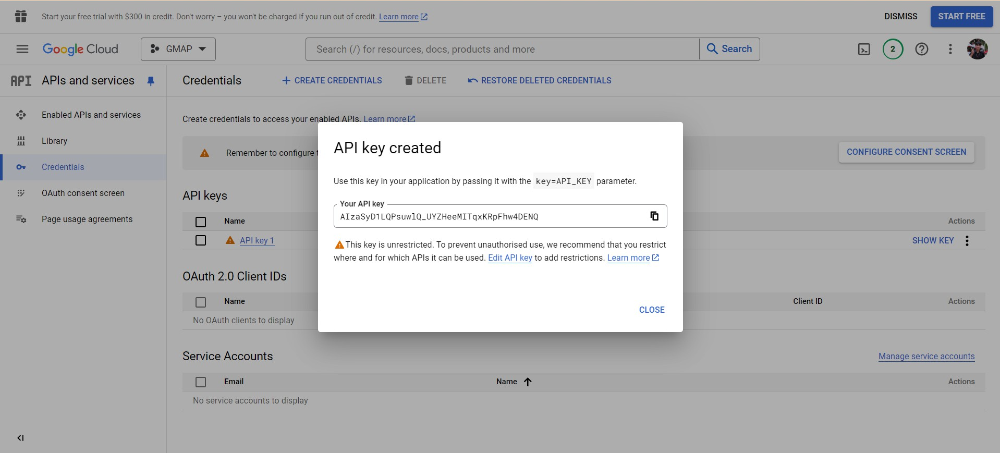 Start your free trial with $300 in credit. Don't worry – you won't be charged if you run out of credit. Learn more
DISMISS
START FREE
Google Cloud
GMAP
Search (/) for resources, docs, products and more
Search
2
API
APIs and services
Credentials
CREATE CREDENTIALS
DELETE
RESTORE DELETED CREDENTIALS
Enabled APIs and services
Library
Credentials
OAuth consent screen
Page usage agreements
Create credentials to access your enabled APIs. Learn more
Remember to configure
CONFIGURE CONSENT SCREEN
API keys
Name
Actions
API key 1
SHOW KEY
OAuth 2.0 Client IDs
Name
Client ID
Actions
No OAuth clients to display
Service Accounts
Manage service accounts
Email
Name
Actions
No service accounts to display
API key created
Use this key in your application by passing it with the key=API_KEY parameter.
Your API key
AIzaSyD1LQPsuwlQ_UYZHeeMITqxKRpFhw4DENQ
This key is unrestricted. To prevent unauthorised use, we recommend that you restrict
where and for which APIs it can be used. Edit API key to add restrictions. Learn more
CLOSE